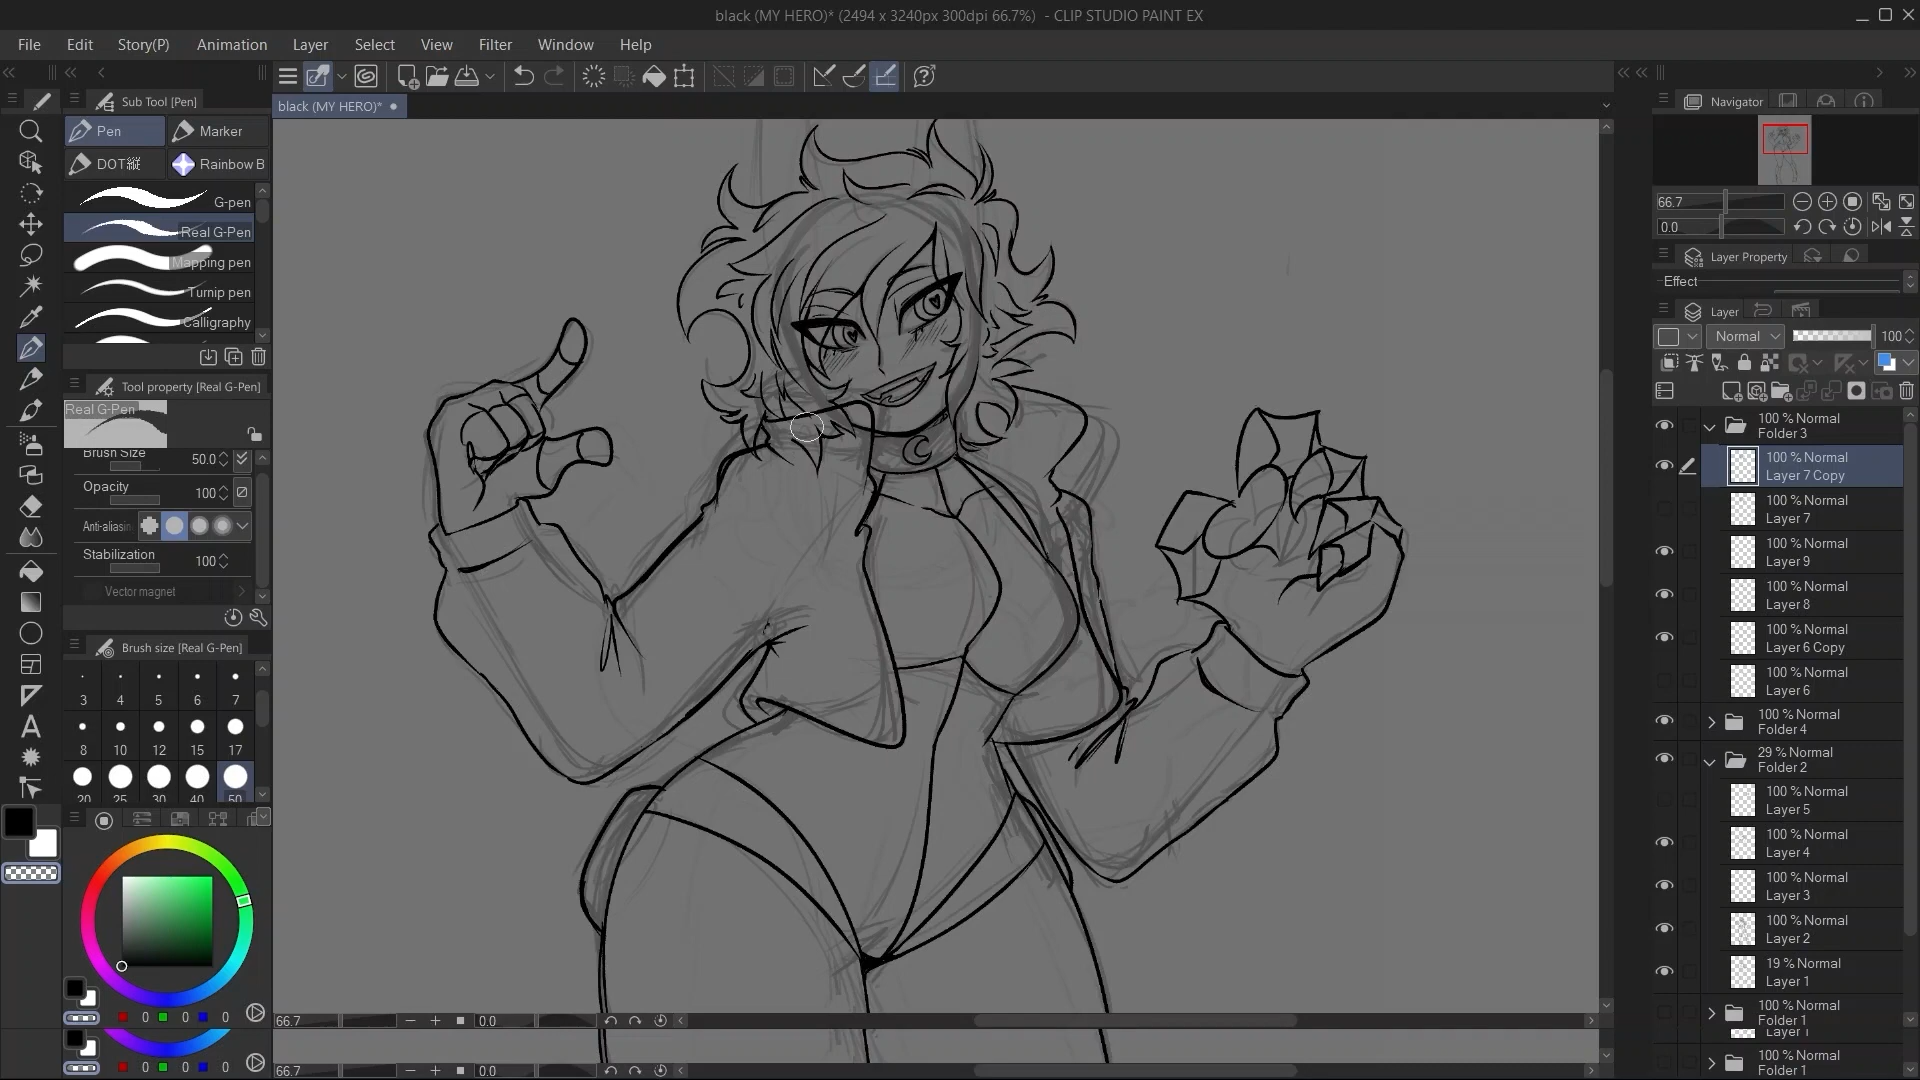 black (MY HERO)* (2494 x 3240px 300dpi 66.7%)  - CLIP STUDIO PAINT EX
File Edit Story(P) Animation Layer Select View Filter Window Help
Sub Tool [Pen]
black (MY HERO)*
Navigator
Pen Marker
DOT縦 Rainbow B
G-pen
Real G-Pen
Mapping pen
Turnip pen
Calligraphy
66.7
0.0
Layer Property
Effect
Layer
Normal 100
Tool property [Real G-Pen]
Real G-Pen
Brush Size 50.0
Opacity 100
Anti-aliasin
Stabilization 100
Vector magnet
Brush size [Real G-Pen]
3 4 5 6 7
8 10 12 15 17
20 25 30 40 50
0 0 0
0 0 0
100 % Normal
Folder 3
100 % Normal
Layer 7 Copy
100 % Normal
Layer 7
100 % Normal
Layer 9
100 % Normal
Layer 8
100 % Normal
Layer 6 Copy
100 % Normal
Layer 6
100 % Normal
Folder 4
29 % Normal
Folder 2
100 % Normal
Layer 5
100 % Normal
Layer 4
100 % Normal
Layer 3
100 % Normal
Layer 2
19 % Normal
Layer 1
100 % Normal
Folder 1
Layer 1
100 % Normal
Folder 1
66.7 0.0
66.7 0.0